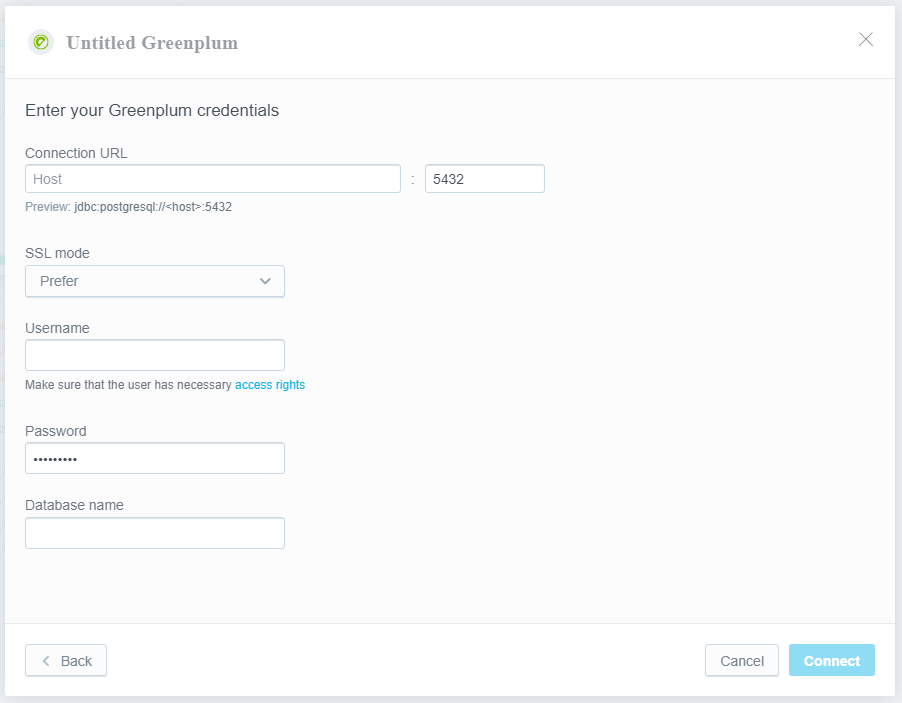 Untitled Greenplum
Enter your Greenplum credentials
Connection URL
Host : 5432
Preview: jdbc:postgresql://<host>:5432
SSL mode
Prefer
Username
Make sure that the user has necessary access rights
Password
•••••••••
Database name
Back Cancel Connect